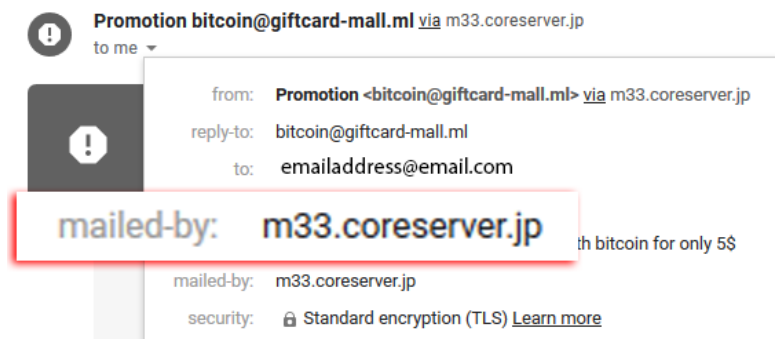 Promotion bitcoin@giftcard-mall.ml via m33.coreserver.jp
to me
from: Promotion <bitcoin@giftcard-mall.ml> via m33.coreserver.jp
reply-to: bitcoin@giftcard-mall.ml
to: emailaddress@email.com
mailed-by: m33.coreserver.jp
th bitcoin for only 5$
mailed-by: m33.coreserver.jp
security: Standard encryption (TLS) Learn more